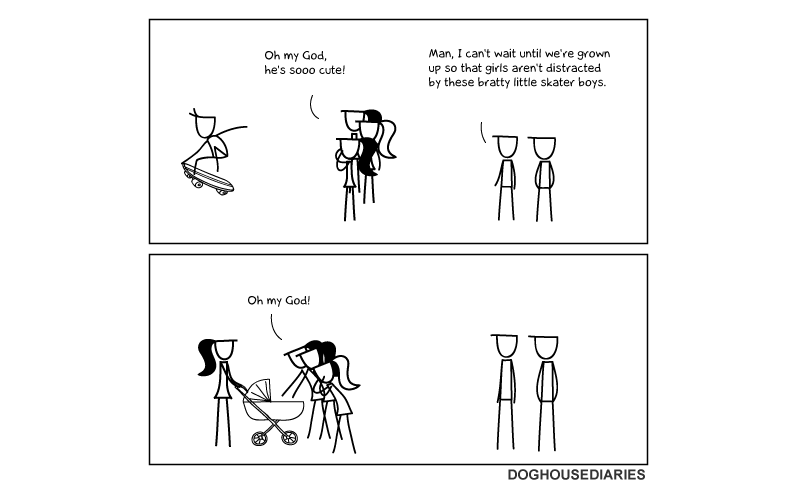 Oh my God,
he's sooo cute!
Man, I can't wait until we're grown
up so that girls aren't distracted
by these bratty little skater boys.
Oh my God!
DOGHOUSEDIARIES